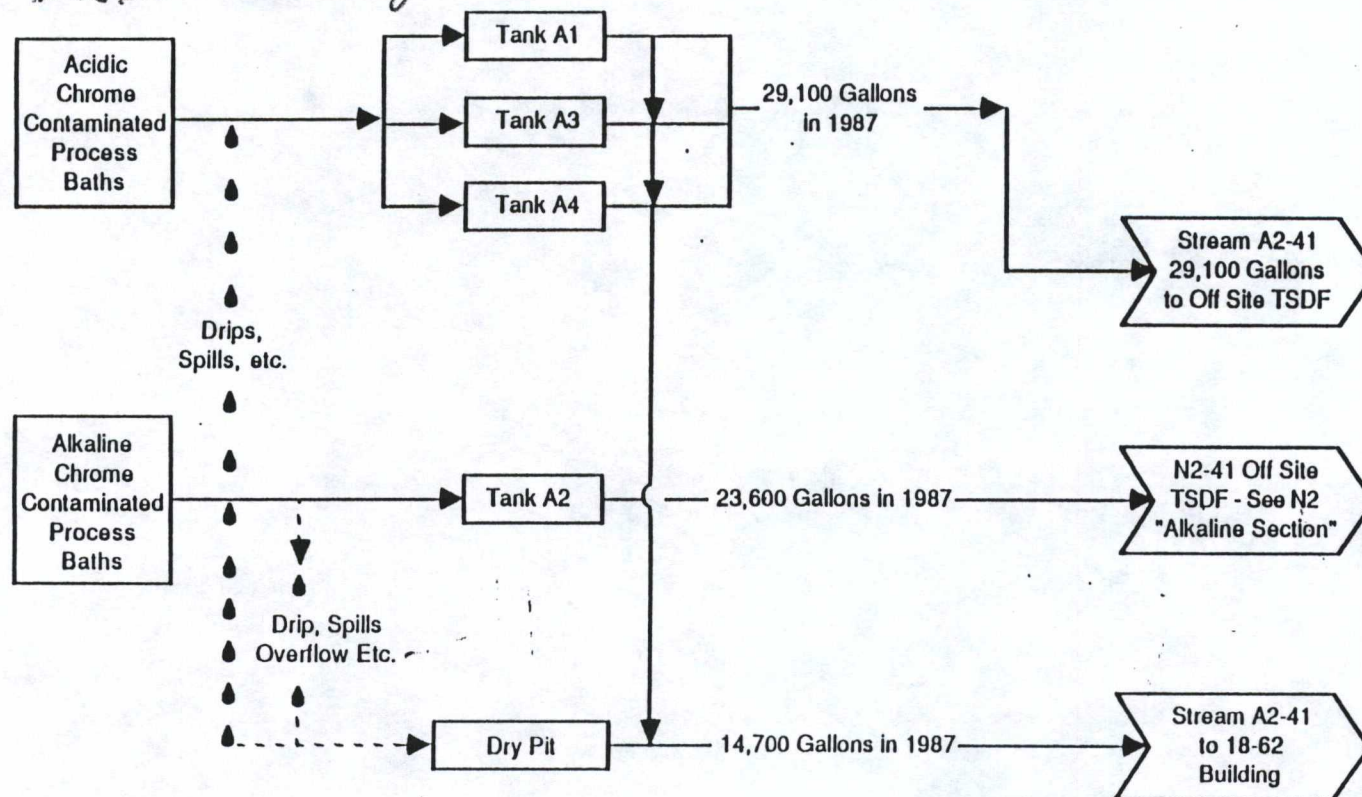 Acidic
Chrome
Contaminated
Process
Baths
Tank A1
Tank A3
Tank A4
29,100 Gallons
in 1987
Stream A2-41
29,100 Gallons
to Off Site TSDF
Drips,
Spills, etc.
Alkaline
Chrome
Contaminated
Process
Baths
Tank A2
23,600 Gallons in 1987
N2-41 Off Site
TSDF - See N2
"Alkaline Section"
Drip, Spills
Overflow Etc.
Dry Pit
14,700 Gallons in 1987
Stream A2-41
to 18-62
Building